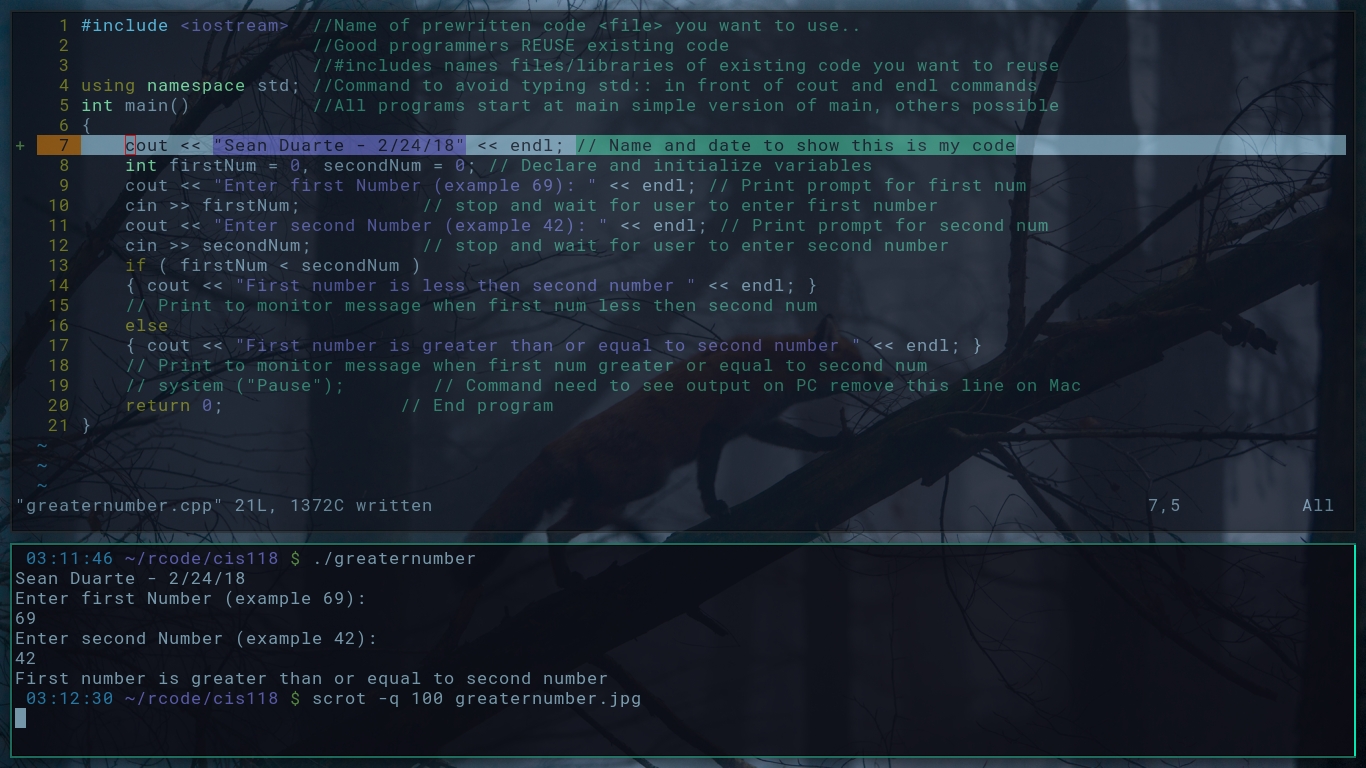 1 #include <iostream>  //Name of prewritten code <file> you want to use..
2                      //Good programmers REUSE existing code
3                      //#includes names files/libraries of existing code you want to reuse
4 using namespace std; //Command to avoid typing std:: in front of cout and endl commands
5 int main()           //All programs start at main simple version of main, others possible
6 {
+ 7     cout << "Sean Duarte - 2/24/18" << endl; // Name and date to show this is my code
8     int firstNum = 0, secondNum = 0; // Declare and initialize variables
9     cout << "Enter first Number (example 69): " << endl; // Print prompt for first num
10     cin >> firstNum;           // stop and wait for user to enter first number
11     cout << "Enter second Number (example 42): " << endl; // Print prompt for second num
12     cin >> secondNum;          // stop and wait for user to enter second number
13     if ( firstNum < secondNum )
14     { cout << "First number is less then second number " << endl; }
15     // Print to monitor message when first num less then second num
16     else
17     { cout << "First number is greater than or equal to second number " << endl; }
18     // Print to monitor message when first num greater or equal to second num
19     // system ("Pause");        // Command need to see output on PC remove this line on Mac
20     return 0;                // End program
21 }
~
~
~
"greaternumber.cpp" 21L, 1372C written 7,5 All
03:11:46 ~/rcode/cis118 $ ./greaternumber
Sean Duarte - 2/24/18
Enter first Number (example 69):
69
Enter second Number (example 42):
42
First number is greater than or equal to second number
03:12:30 ~/rcode/cis118 $ scrot -q 100 greaternumber.jpg